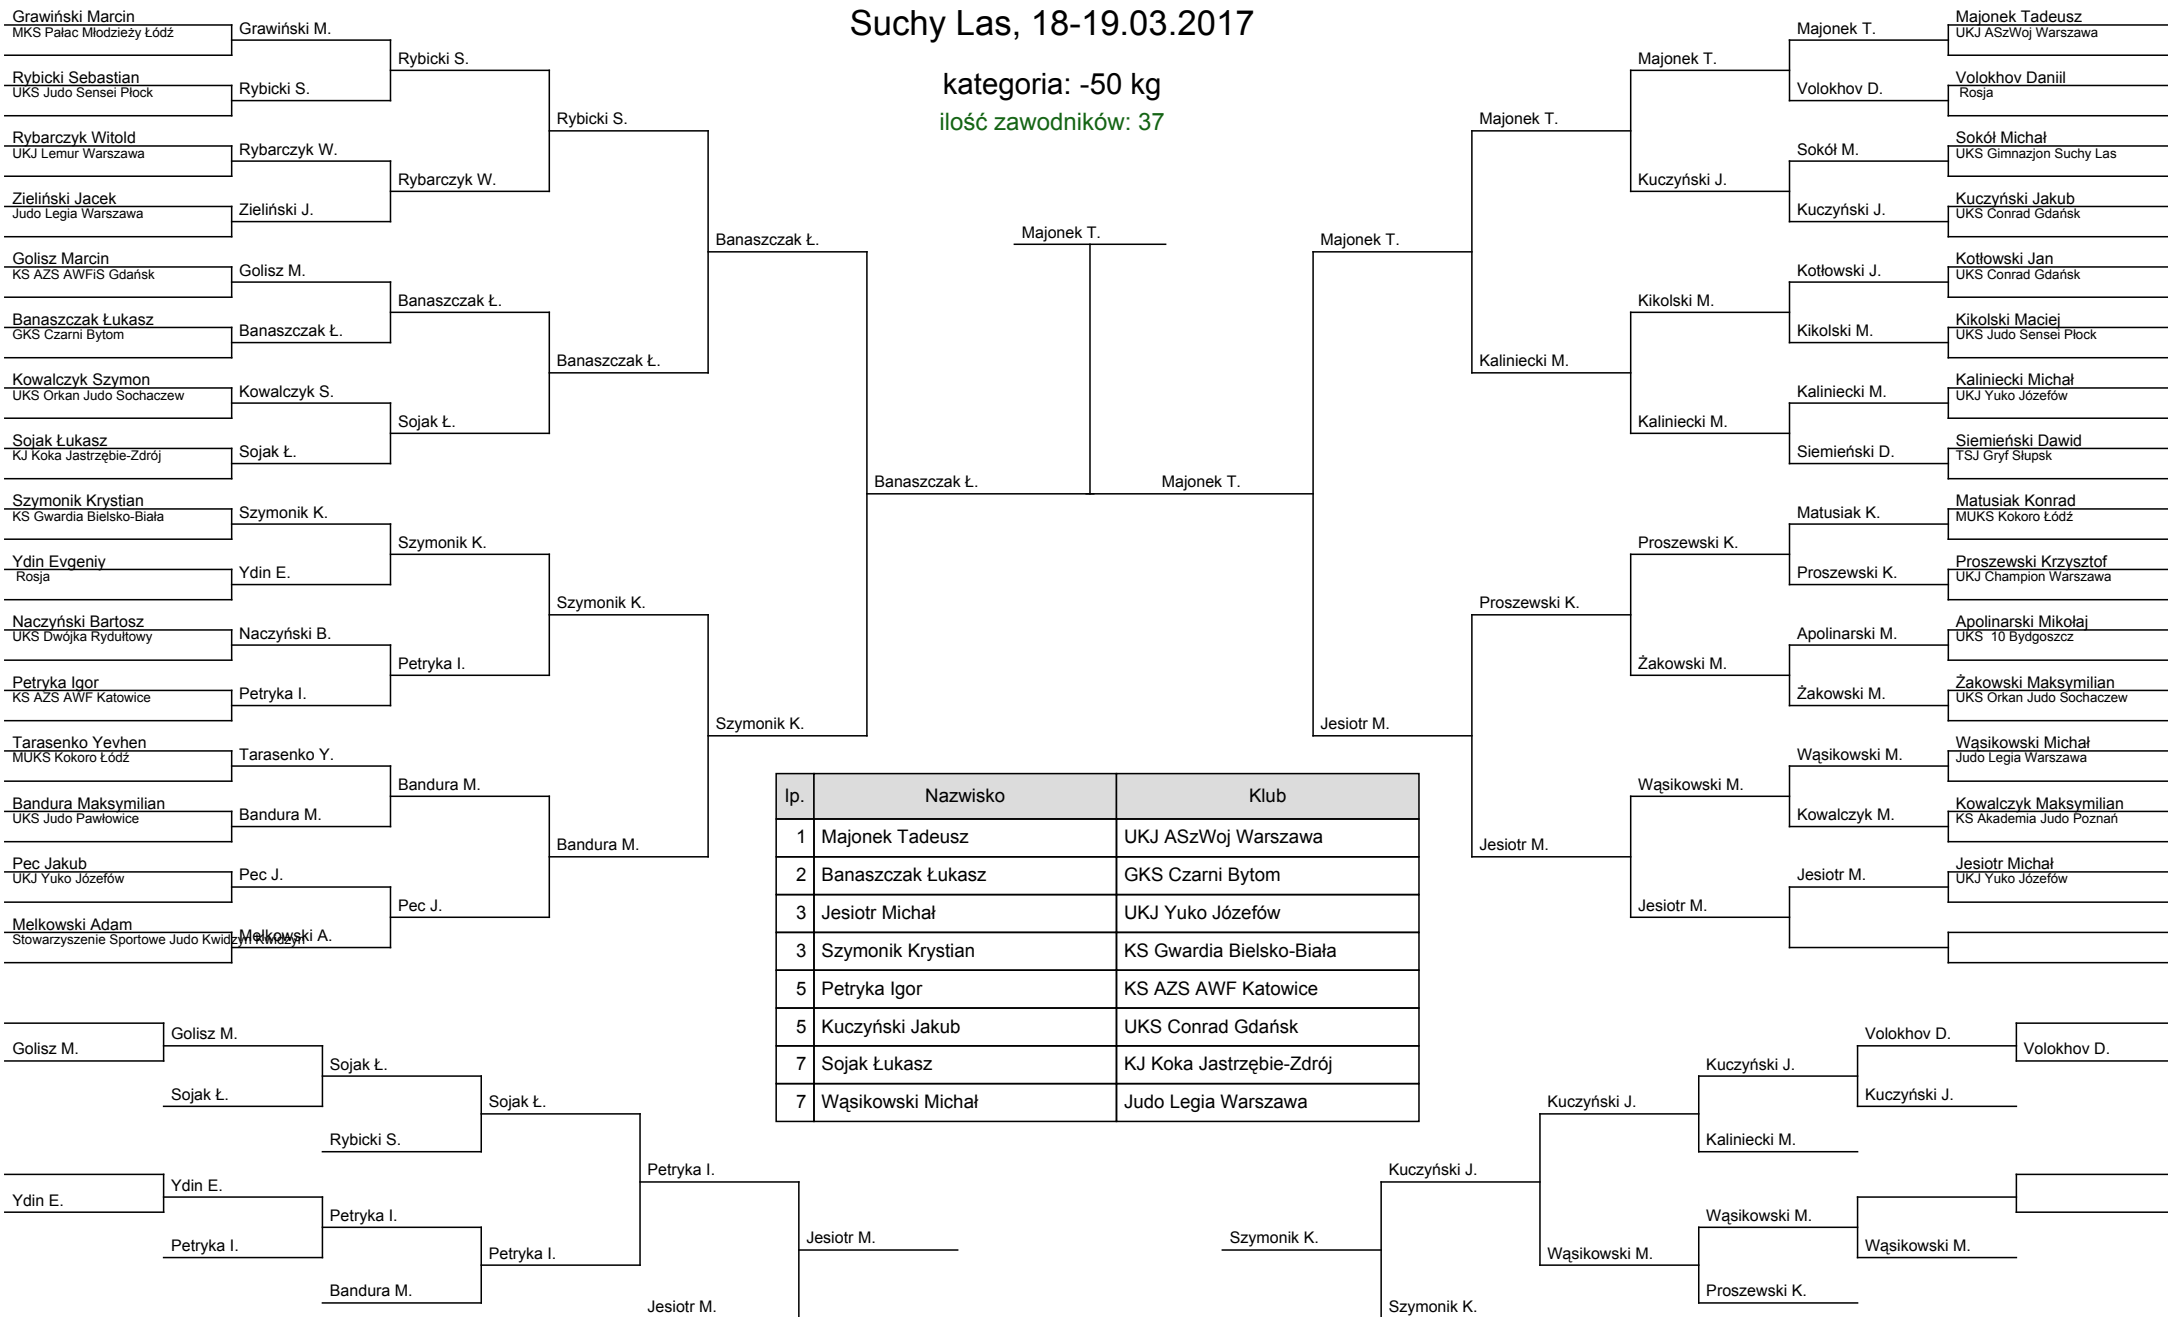 Suchy Las, 18-19.03.2017
kategoria: -50 kg
ilość zawodników: 37
Grawiński Marcin
MKS Pałac Młodzieży Łódź
Rybicki Sebastian
UKS Judo Sensei Płock
Rybarczyk Witold
UKJ Lemur Warszawa
Zieliński Jacek
Judo Legia Warszawa
Golisz Marcin
KS AZS AWFiS Gdańsk
Banaszczak Łukasz
GKS Czarni Bytom
Kowalczyk Szymon
UKS Orkan Judo Sochaczew
Sojak Łukasz
KJ Koka Jastrzębie-Zdrój
Szymonik Krystian
KS Gwardia Bielsko-Biała
Ydin Evgeniy
Rosja
Naczyński Bartosz
UKS Dwójka Rydułtowy
Petryka Igor
KS AZS AWF Katowice
Tarasenko Yevhen
MUKS Kokoro Łódź
Bandura Maksymilian
UKS Judo Pawłowice
Pec Jakub
UKJ Yuko Józefów
Melkowski Adam
Stowarzyszenie Sportowe Judo Kwidzyn Kwidzyn
Grawiński M.
Rybicki S.
Rybarczyk W.
Zieliński J.
Golisz M.
Banaszczak Ł.
Kowalczyk S.
Sojak Ł.
Szymonik K.
Ydin E.
Naczyński B.
Petryka I.
Tarasenko Y.
Bandura M.
Pec J.
Melkowski A.
Rybicki S.
Rybarczyk W.
Banaszczak Ł.
Sojak Ł.
Szymonik K.
Petryka I.
Bandura M.
Pec J.
Rybicki S.
Banaszczak Ł.
Szymonik K.
Bandura M.
Banaszczak Ł.
Szymonik K.
Banaszczak Ł.
Majonek T.
Majonek T.
Majonek T.
Jesiotr M.
Majonek T.
Kaliniecki M.
Proszewski K.
Jesiotr M.
Majonek T.
Kuczyński J.
Kikolski M.
Kaliniecki M.
Proszewski K.
Żakowski M.
Wąsikowski M.
Jesiotr M.
Majonek T.
Volokhov D.
Sokół M.
Kuczyński J.
Kotłowski J.
Kikolski M.
Kaliniecki M.
Siemieński D.
Matusiak K.
Proszewski K.
Apolinarski M.
Żakowski M.
Wąsikowski M.
Kowalczyk M.
Jesiotr M.
Majonek Tadeusz
UKJ ASzWoj Warszawa
Volokhov Daniil
Rosja
Sokół Michał
UKS Gimnazjon Suchy Las
Kuczyński Jakub
UKS Conrad Gdańsk
Kotłowski Jan
UKS Conrad Gdańsk
Kikolski Maciej
UKS Judo Sensei Płock
Kaliniecki Michał
UKJ Yuko Józefów
Siemieński Dawid
TSJ Gryf Słupsk
Matusiak Konrad
MUKS Kokoro Łódź
Proszewski Krzysztof
UKJ Champion Warszawa
Apolinarski Mikołaj
UKS 10 Bydgoszcz
Żakowski Maksymilian
UKS Orkan Judo Sochaczew
Wąsikowski Michał
Judo Legia Warszawa
Kowalczyk Maksymilian
KS Akademia Judo Poznań
Jesiotr Michał
UKJ Yuko Józefów
lp. Nazwisko Klub
1 Majonek Tadeusz UKJ ASzWoj Warszawa
2 Banaszczak Łukasz GKS Czarni Bytom
3 Jesiotr Michał UKJ Yuko Józefów
3 Szymonik Krystian KS Gwardia Bielsko-Biała
5 Petryka Igor KS AZS AWF Katowice
5 Kuczyński Jakub UKS Conrad Gdańsk
7 Sojak Łukasz KJ Koka Jastrzębie-Zdrój
7 Wąsikowski Michał Judo Legia Warszawa
Golisz M.
Ydin E.
Golisz M.
Sojak Ł.
Ydin E.
Petryka I.
Sojak Ł.
Rybicki S.
Petryka I.
Bandura M.
Sojak Ł.
Petryka I.
Petryka I.
Jesiotr M.
Jesiotr M.
Szymonik K.
Kuczyński J.
Szymonik K.
Kuczyński J.
Wąsikowski M.
Kuczyński J.
Kaliniecki M.
Wąsikowski M.
Proszewski K.
Volokhov D.
Kuczyński J.
Wąsikowski M.
Volokhov D.